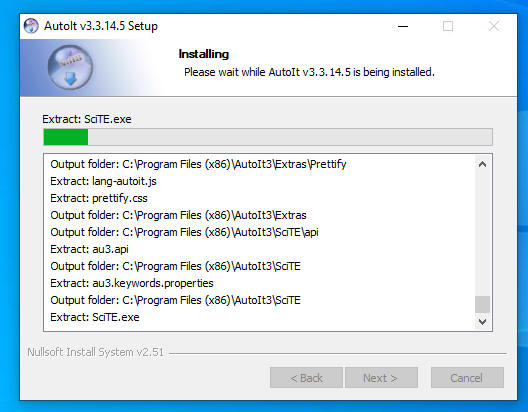 AutoIt v3.3.14.5 Setup
Installing
Please wait while AutoIt v3.3.14.5 is being installed.
Extract: SciTE.exe
Output folder: C:\Program Files (x86)\AutoIt3\Extras\Prettify
Extract: lang-autoit.js
Extract: prettify.css
Output folder: C:\Program Files (x86)\AutoIt3\Extras
Output folder: C:\Program Files (x86)\AutoIt3\SciTE\api
Extract: au3.api
Output folder: C:\Program Files (x86)\AutoIt3\SciTE
Extract: au3.keywords.properties
Output folder: C:\Program Files (x86)\AutoIt3\SciTE
Extract: SciTE.exe
Nullsoft Install System v2.51
< Back Next > Cancel